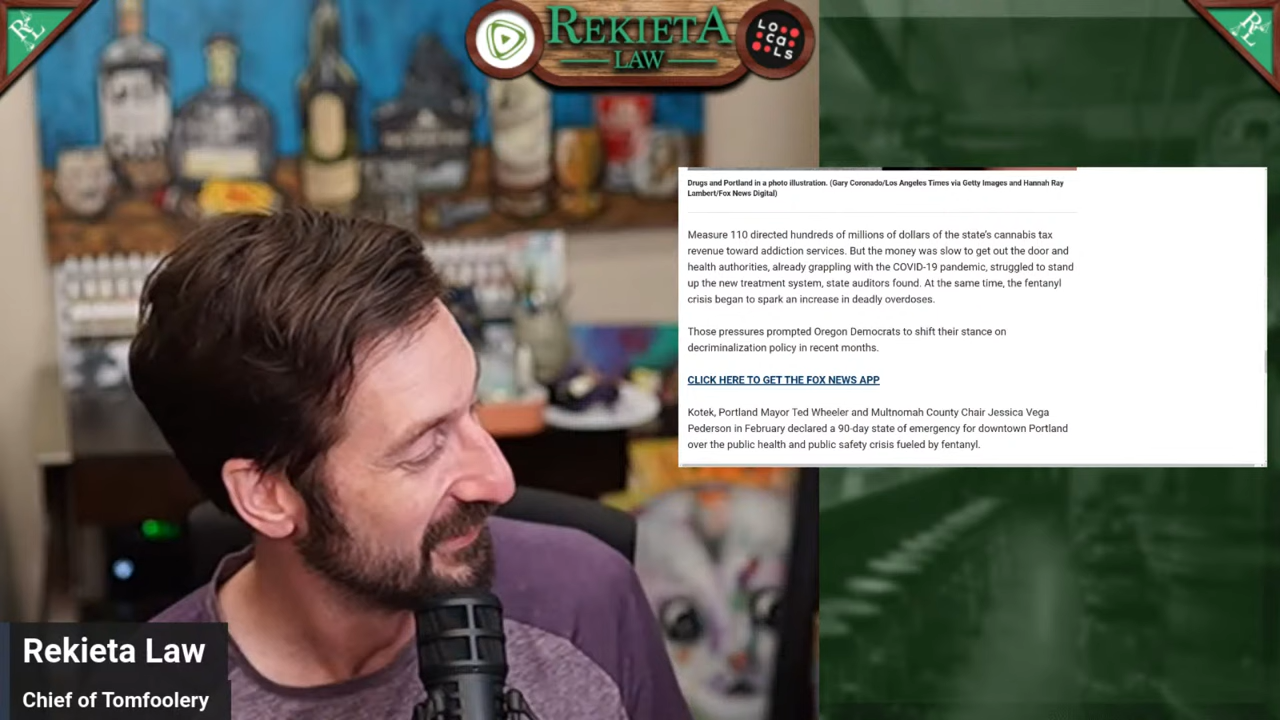 REKIETA
LAW
LOcaLs
Drugs and Portland in a photo illustration. (Gary Coronado/Los Angeles Times via Getty Images and Hannah Ray
Lambert/Fox News Digital)
Measure 110 directed hundreds of millions of dollars of the state's cannabis tax
revenue toward addiction services. But the money was slow to get out the door and
health authorities, already grappling with the COVID-19 pandemic, struggled to stand
up the new treatment system, state auditors found. At the same time, the fentanyl
crisis began to spark an increase in deadly overdoses.
Those pressures prompted Oregon Democrats to shift their stance on
decriminalization policy in recent months.
CLICK HERE TO GET THE FOX NEWS APP
Kotek, Portland Mayor Ted Wheeler and Multnomah County Chair Jessica Vega
Pederson in February declared a 90-day state of emergency for downtown Portland
over the public health and public safety crisis fueled by fentanyl.
Rekieta Law
Chief of Tomfoolery